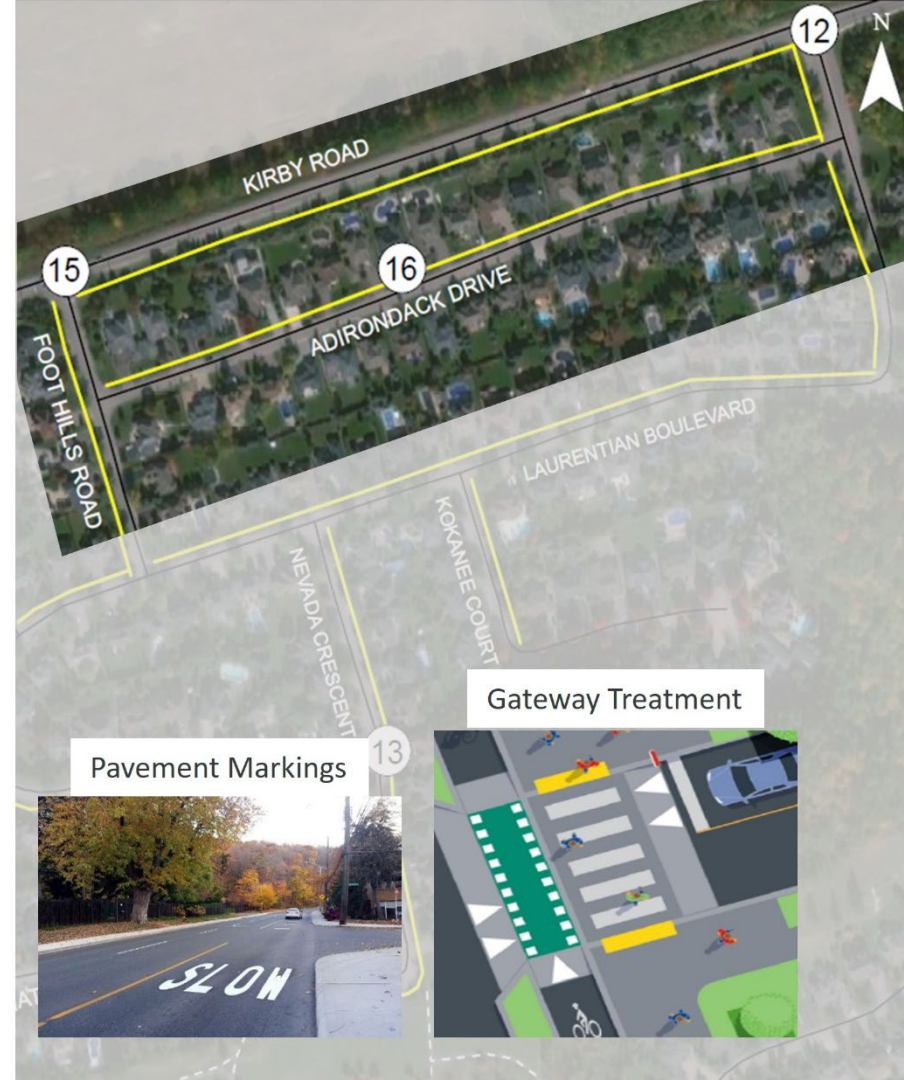 12
N
KIRBY ROAD
15
16
ADIRONDACK DRIVE
FOOT HILLS ROAD
LAURENTIAN BOULEVARD
KOKANEE COURT
NEVADA CRESCENT
13
Gateway Treatment
Pavement Markings
SLOW